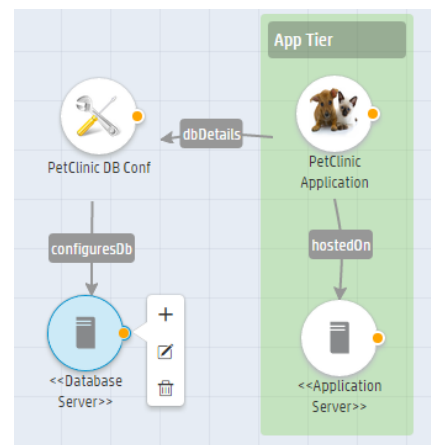 App Tier
dbDetails
PetClinic DB Conf
PetClinic
Application
configuresDb
hostedOn
<<Database
Server>>
<<Application
Server>>